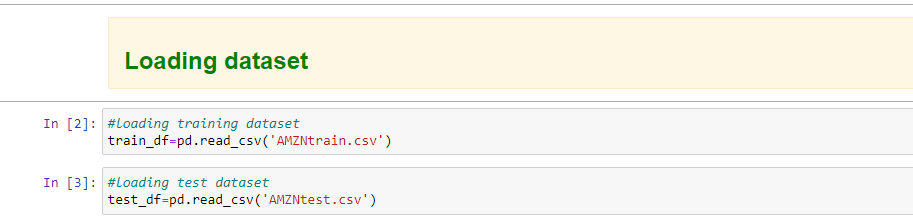 Loading dataset
In [2]: #loading training dataset
train_df=pd.read_csv('AMZNtrain.csv')
In [3]: #loading test dataset
test_df=pd.read_csv('AMZNtest.csv')